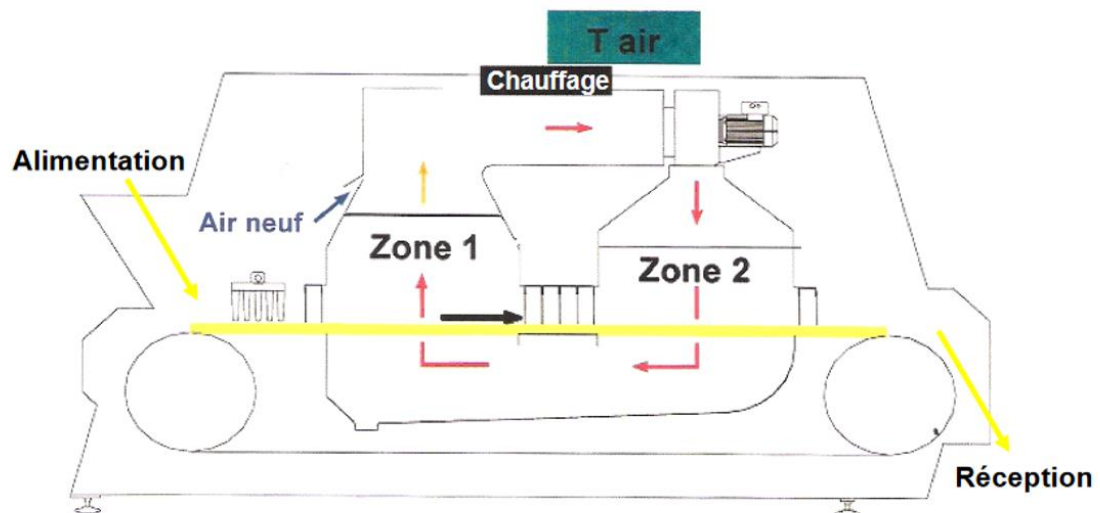 T air
Chauffage
Alimentation
Air neuf
Zone 1
Zone 2
Réception